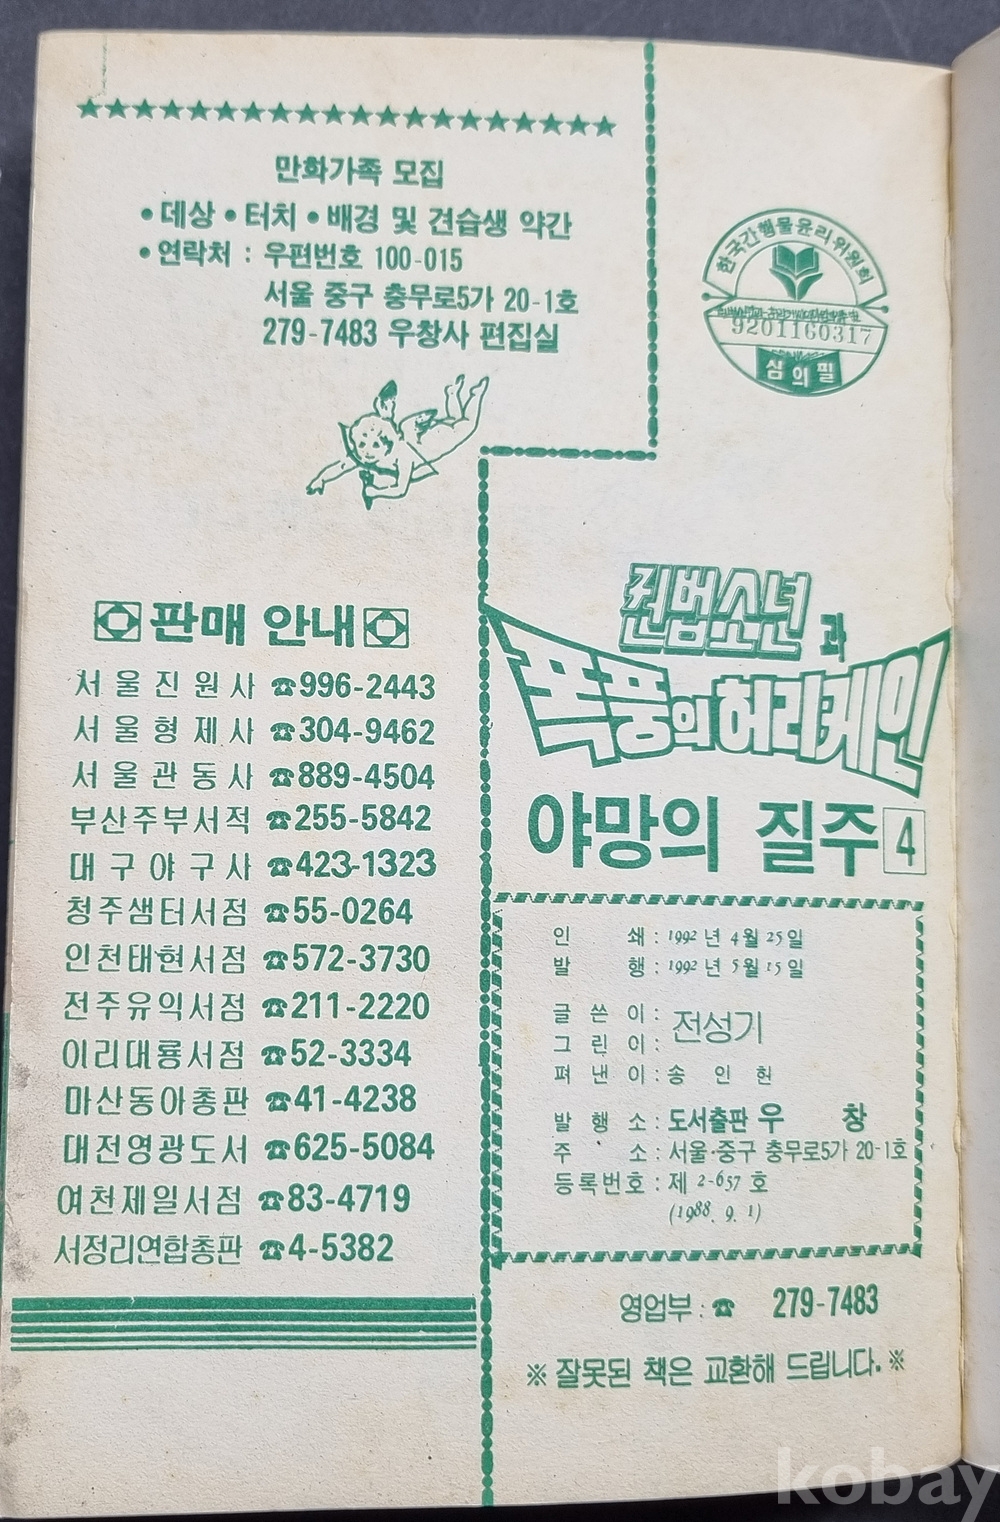 만화가족 모집
• 데상 • 터치 • 배경 및 견습생 약간
• 연락처 : 우편번호 100-015
서울 중구 충무로5가 20-1호
279-7483 우창사 편집실
한국간행물윤리위원회
9201160317
심의필
판매 안내
서울진원사 ☎996-2443
서울형제사 ☎304-9462
서울관동사 ☎889-4504
부산주부서적 ☎255-5842
대구야구사 ☎423-1323
청주샘터서점 ☎55-0264
인천태현서점 ☎572-3730
전주유익서점 ☎211-2220
이리대룡서점 ☎52-3334
마산동아총판 ☎41-4238
대전영광도서 ☎625-5084
여천제일서점 ☎83-4719
서정리연합총판 ☎4-5382
권법소년과
폭풍의허리케인
야망의 질주 4
인 쇄 : 1992 년 4월 25일
발 행 : 1992 년 5월 15일
글 쓴 이 :
그 린 이 : 전성기
펴 낸 이 : 송 인 헌
발 행 소 : 도서출판 우 창
주 소 : 서울·중구 충무로5가 20-1호
등록번호 : 제 2-657 호
(1988. 9. 1)
영업부 : ☎ 279-7483
※ 잘못된 책은 교환해 드립니다. ※
kobay